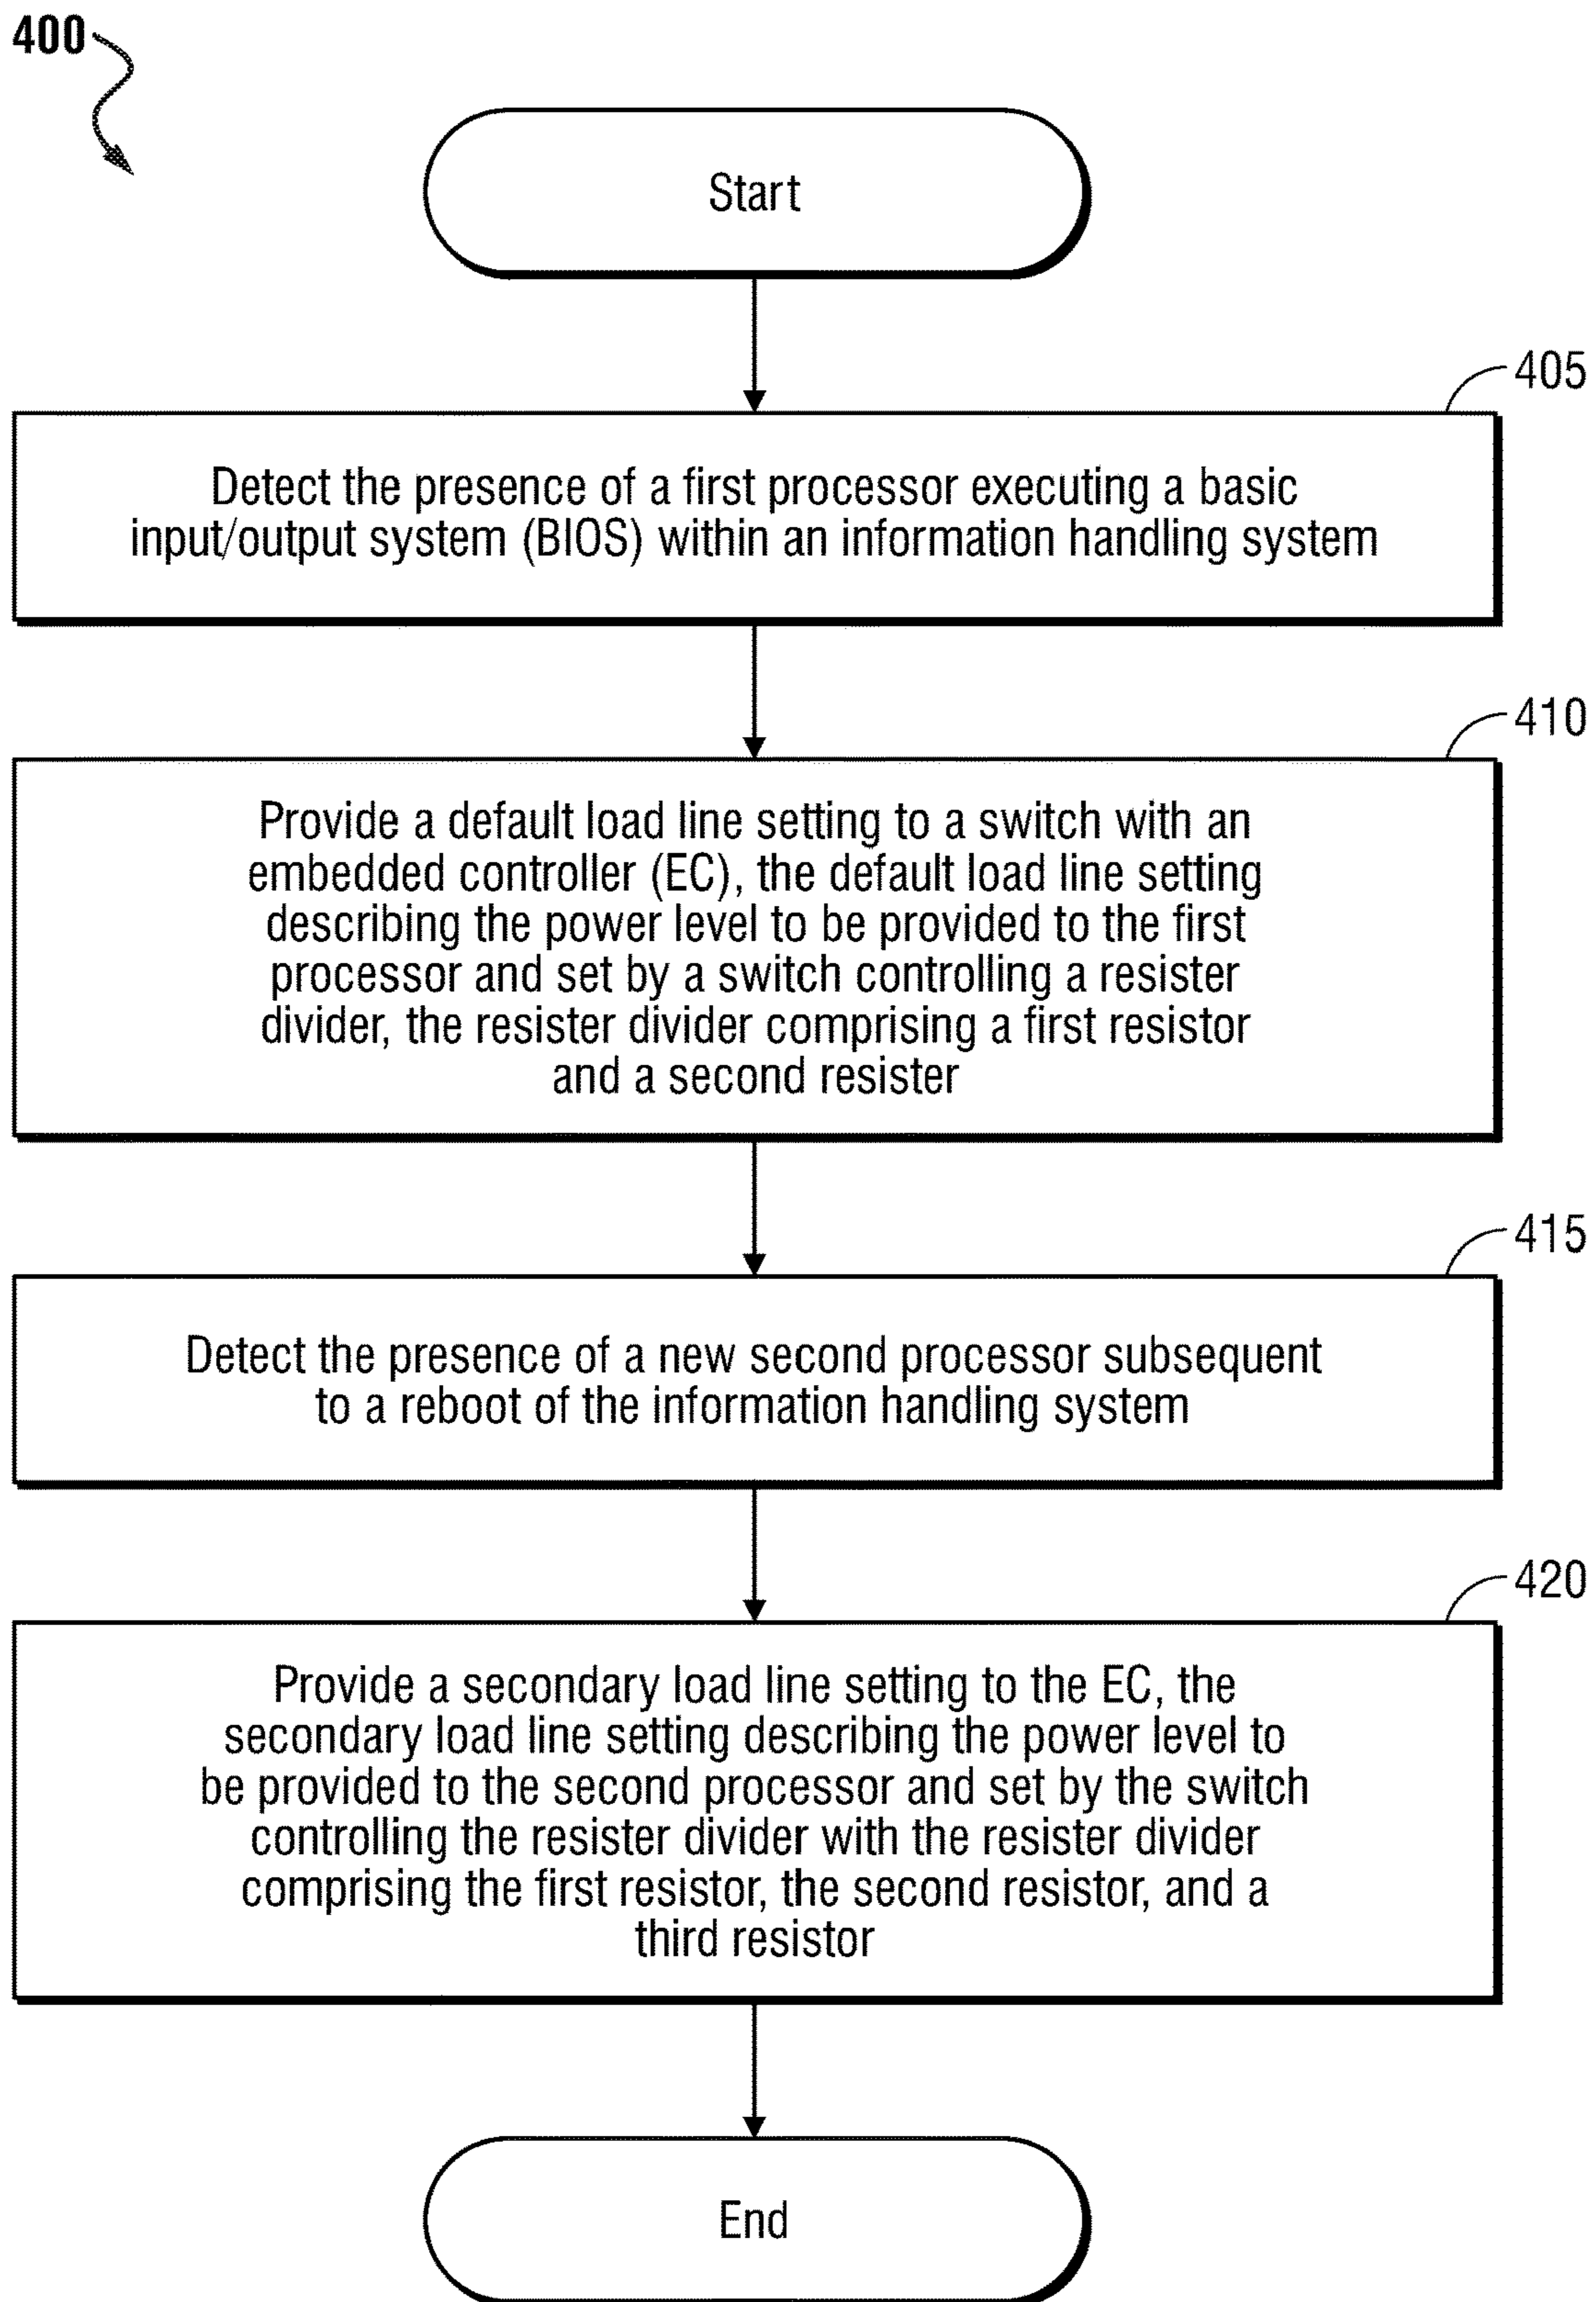 400
Start
405
Detect the presence of a first processor executing a basic
input/output system (BIOS) within an information handling system
410
Provide a default load line setting to a switch with an
embedded controller (EC), the default load line setting
describing the power level to be provided to the first
processor and set by a switch controlling a resister
divider, the resister divider comprising a first resistor
and a second resister
415
Detect the presence of a new second processor subsequent
to a reboot of the information handling system
420
Provide a secondary load line setting to the EC, the
secondary load line setting describing the power level to
be provided to the second processor and set by the switch
controlling the resister divider with the resister divider
comprising the first resistor, the second resistor, and a
third resistor
End